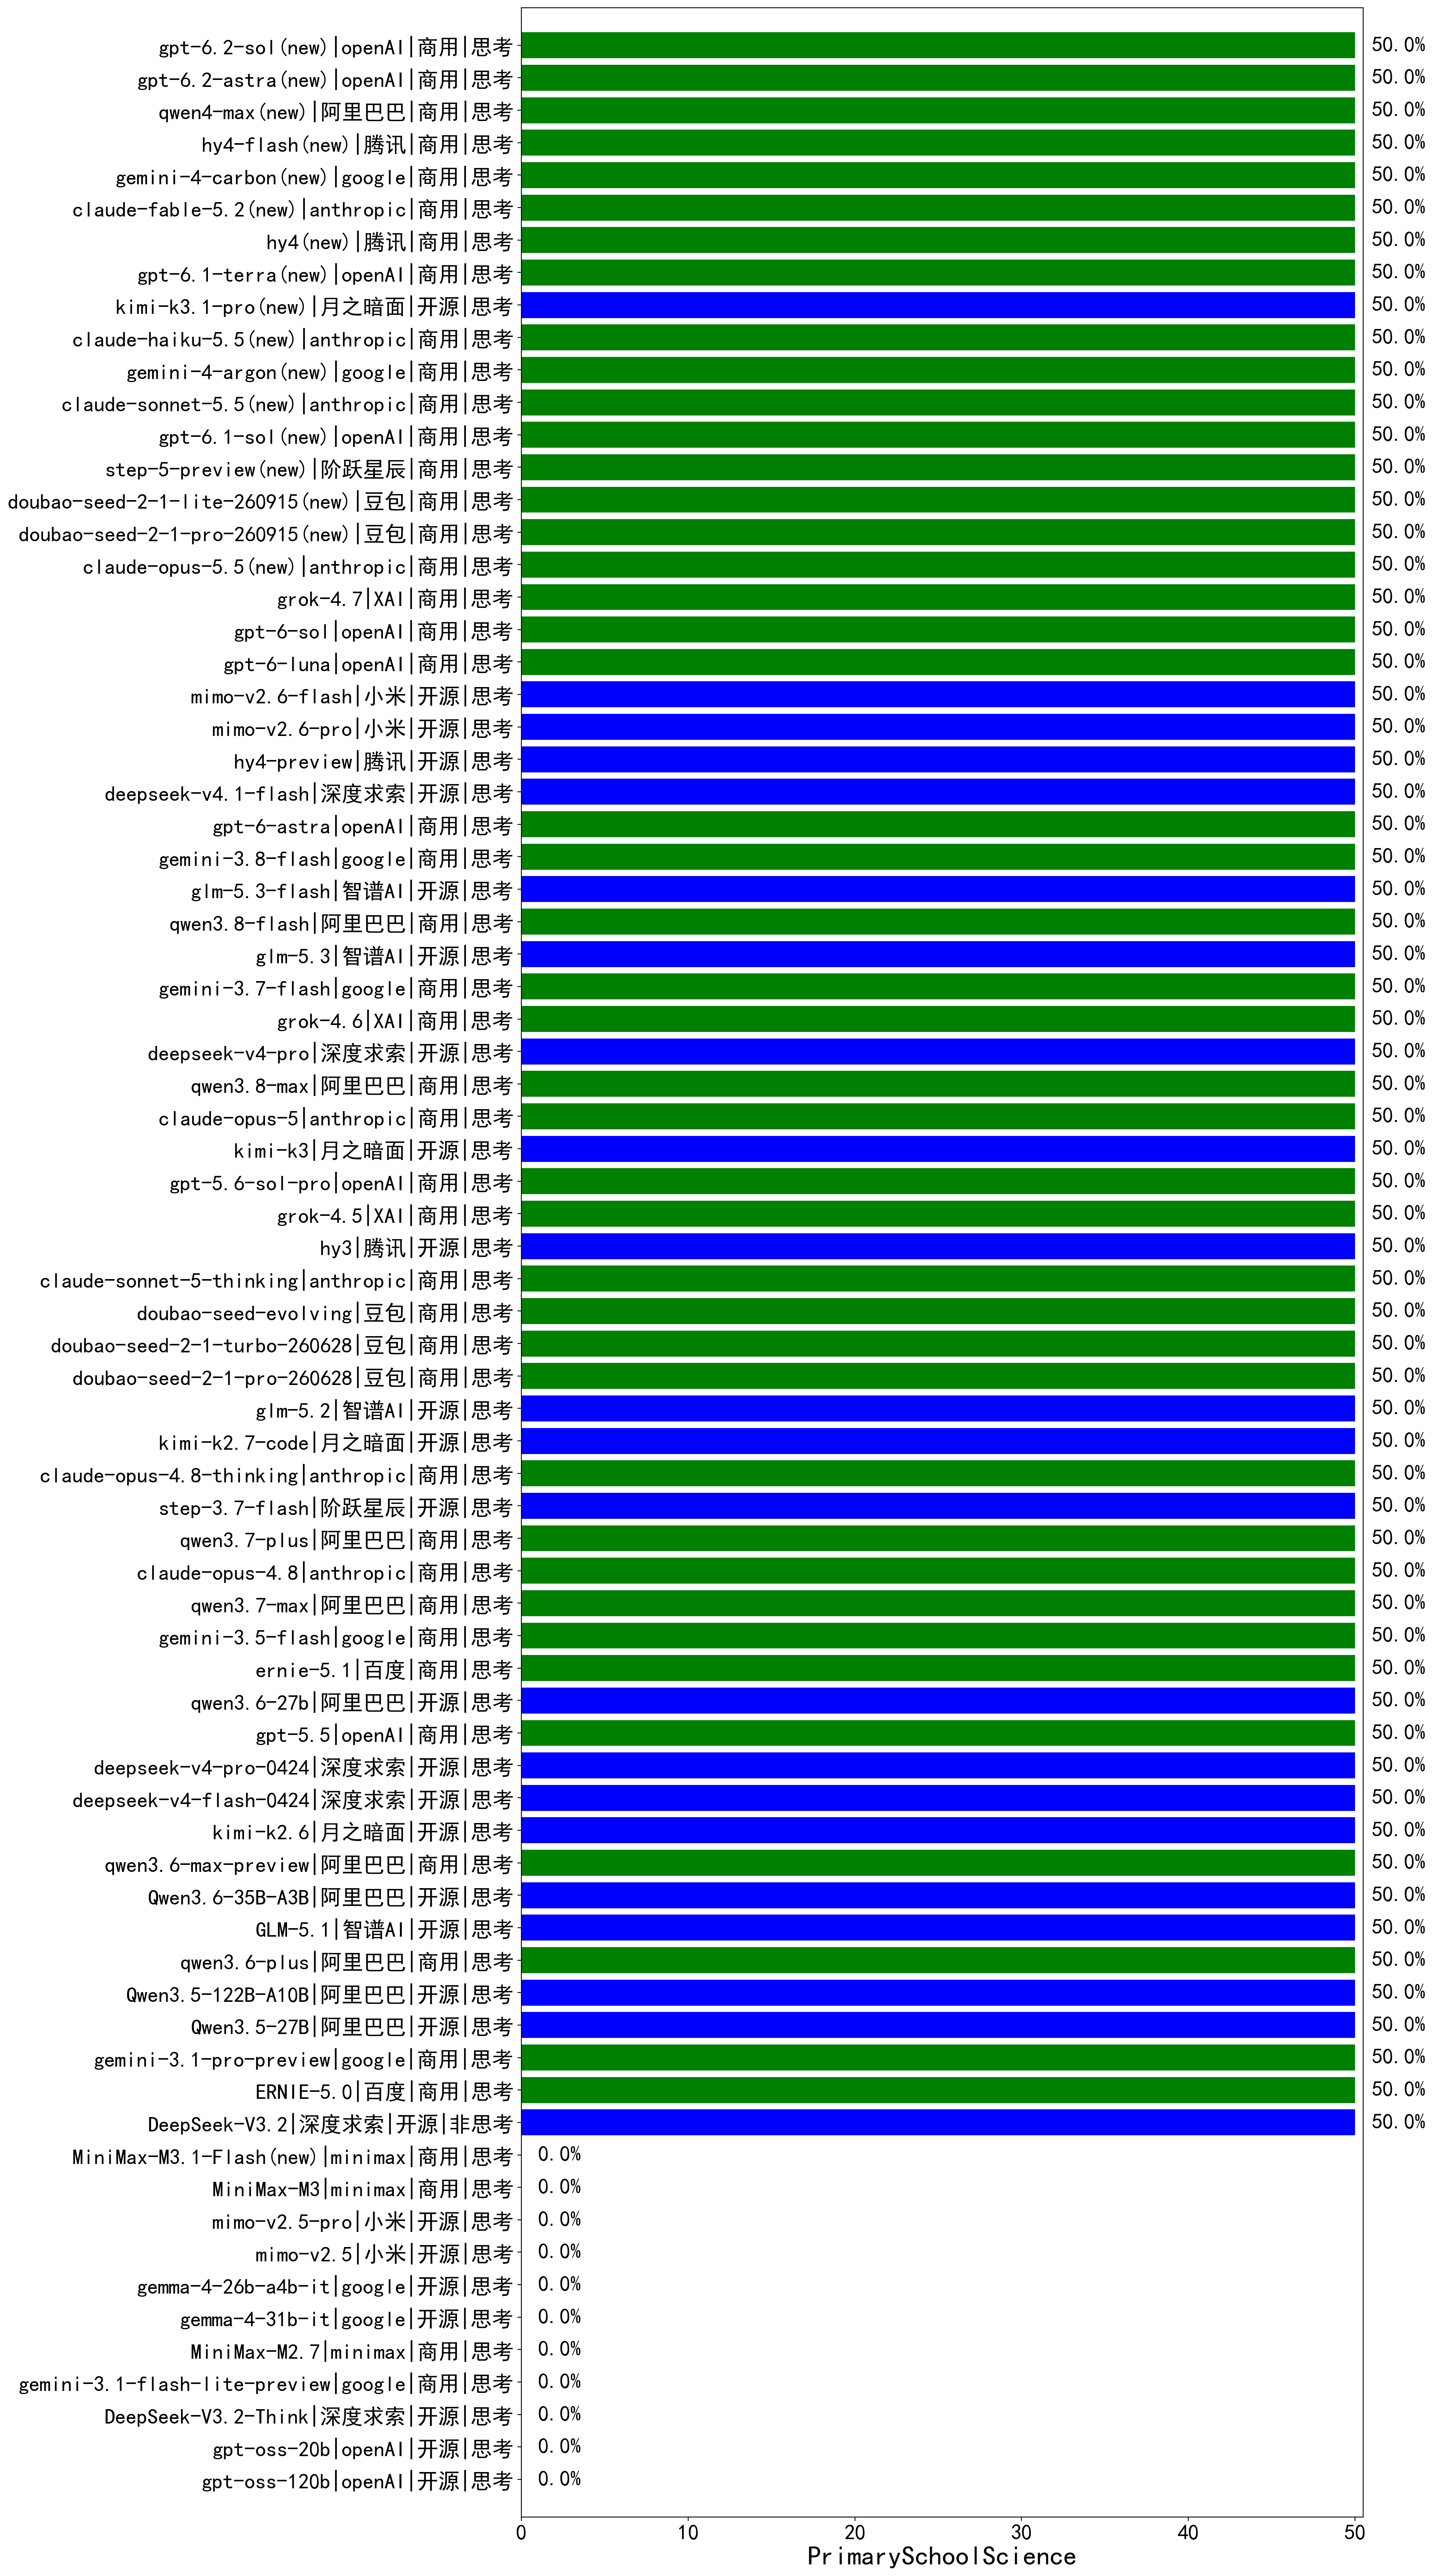 gpt-6.2-sol(new)|openAI|商用|思考 50.0%
gpt-6.2-astra(new)|openAI|商用|思考 50.0%
qwen4-max(new)|阿里巴巴|商用|思考 50.0%
hy4-flash(new)|腾讯|商用|思考 50.0%
gemini-4-carbon(new)|google|商用|思考 50.0%
claude-fable-5.2(new)|anthropic|商用|思考 50.0%
hy4(new)|腾讯|商用|思考 50.0%
gpt-6.1-terra(new)|openAI|商用|思考 50.0%
kimi-k3.1-pro(new)|月之暗面|开源|思考 50.0%
claude-haiku-5.5(new)|anthropic|商用|思考 50.0%
gemini-4-argon(new)|google|商用|思考 50.0%
claude-sonnet-5.5(new)|anthropic|商用|思考 50.0%
gpt-6.1-sol(new)|openAI|商用|思考 50.0%
step-5-preview(new)|阶跃星辰|商用|思考 50.0%
doubao-seed-2-1-lite-260915(new)|豆包|商用|思考 50.0%
doubao-seed-2-1-pro-260915(new)|豆包|商用|思考 50.0%
claude-opus-5.5(new)|anthropic|商用|思考 50.0%
grok-4.7|XAI|商用|思考 50.0%
gpt-6-sol|openAI|商用|思考 50.0%
gpt-6-luna|openAI|商用|思考 50.0%
mimo-v2.6-flash|小米|开源|思考 50.0%
mimo-v2.6-pro|小米|开源|思考 50.0%
hy4-preview|腾讯|开源|思考 50.0%
deepseek-v4.1-flash|深度求索|开源|思考 50.0%
gpt-6-astra|openAI|商用|思考 50.0%
gemini-3.8-flash|google|商用|思考 50.0%
glm-5.3-flash|智谱AI|开源|思考 50.0%
qwen3.8-flash|阿里巴巴|商用|思考 50.0%
glm-5.3|智谱AI|开源|思考 50.0%
gemini-3.7-flash|google|商用|思考 50.0%
grok-4.6|XAI|商用|思考 50.0%
deepseek-v4-pro|深度求索|开源|思考 50.0%
qwen3.8-max|阿里巴巴|商用|思考 50.0%
claude-opus-5|anthropic|商用|思考 50.0%
kimi-k3|月之暗面|开源|思考 50.0%
gpt-5.6-sol-pro|openAI|商用|思考 50.0%
grok-4.5|XAI|商用|思考 50.0%
hy3|腾讯|开源|思考 50.0%
claude-sonnet-5-thinking|anthropic|商用|思考 50.0%
doubao-seed-evolving|豆包|商用|思考 50.0%
doubao-seed-2-1-turbo-260628|豆包|商用|思考 50.0%
doubao-seed-2-1-pro-260628|豆包|商用|思考 50.0%
glm-5.2|智谱AI|开源|思考 50.0%
kimi-k2.7-code|月之暗面|开源|思考 50.0%
claude-opus-4.8-thinking|anthropic|商用|思考 50.0%
step-3.7-flash|阶跃星辰|开源|思考 50.0%
qwen3.7-plus|阿里巴巴|商用|思考 50.0%
claude-opus-4.8|anthropic|商用|思考 50.0%
qwen3.7-max|阿里巴巴|商用|思考 50.0%
gemini-3.5-flash|google|商用|思考 50.0%
ernie-5.1|百度|商用|思考 50.0%
qwen3.6-27b|阿里巴巴|开源|思考 50.0%
gpt-5.5|openAI|商用|思考 50.0%
deepseek-v4-pro-0424|深度求索|开源|思考 50.0%
deepseek-v4-flash-0424|深度求索|开源|思考 50.0%
kimi-k2.6|月之暗面|开源|思考 50.0%
qwen3.6-max-preview|阿里巴巴|商用|思考 50.0%
Qwen3.6-35B-A3B|阿里巴巴|开源|思考 50.0%
GLM-5.1|智谱AI|开源|思考 50.0%
qwen3.6-plus|阿里巴巴|商用|思考 50.0%
Qwen3.5-122B-A10B|阿里巴巴|开源|思考 50.0%
Qwen3.5-27B|阿里巴巴|开源|思考 50.0%
gemini-3.1-pro-preview|google|商用|思考 50.0%
ERNIE-5.0|百度|商用|思考 50.0%
DeepSeek-V3.2|深度求索|开源|非思考 50.0%
MiniMax-M3.1-Flash(new)|minimax|商用|思考 0.0%
MiniMax-M3|minimax|商用|思考 0.0%
mimo-v2.5-pro|小米|开源|思考 0.0%
mimo-v2.5|小米|开源|思考 0.0%
gemma-4-26b-a4b-it|google|开源|思考 0.0%
gemma-4-31b-it|google|开源|思考 0.0%
MiniMax-M2.7|minimax|商用|思考 0.0%
gemini-3.1-flash-lite-preview|google|商用|思考 0.0%
DeepSeek-V3.2-Think|深度求索|开源|思考 0.0%
gpt-oss-20b|openAI|开源|思考 0.0%
gpt-oss-120b|openAI|开源|思考 0.0%
0 10 20 30 40 50
PrimarySchoolScience